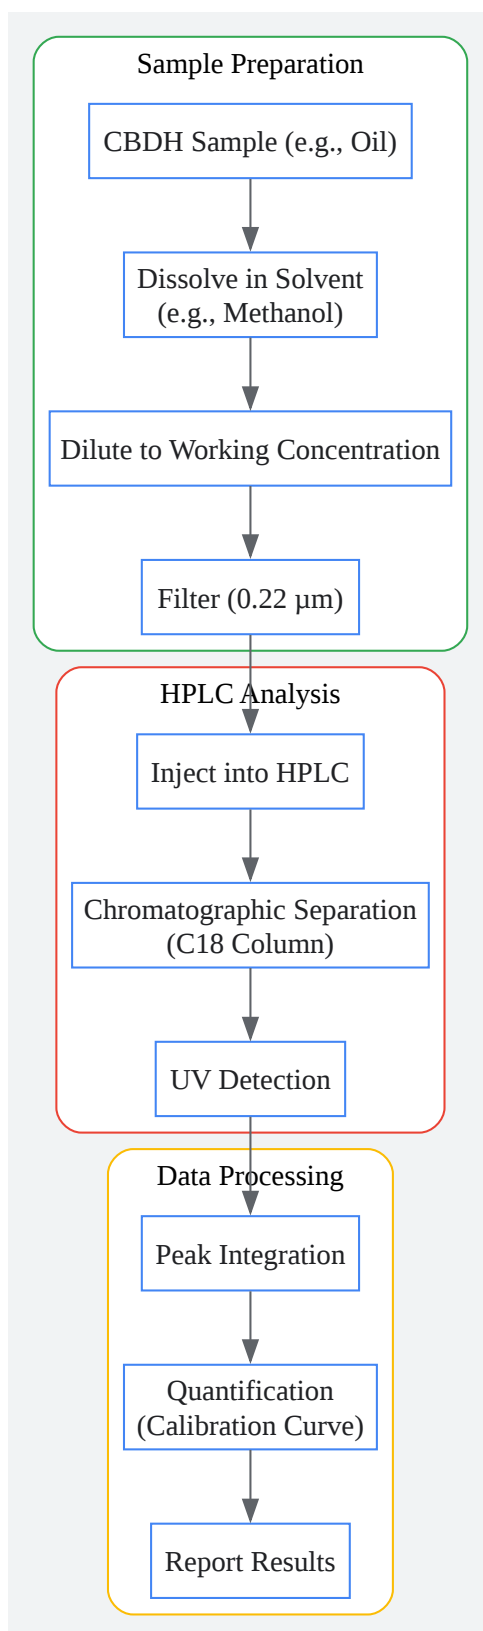 Sample Preparation
CBDH Sample (e.g., Oil)
Dissolve in Solvent
(e.g., Methanol)
Dilute to Working Concentration
Filter (0.22 µm)
HPLC Analysis
Inject into HPLC
Chromatographic Separation
(C18 Column)
UV Detection
Data Processing
Peak Integration
Quantification
(Calibration Curve)
Report Results